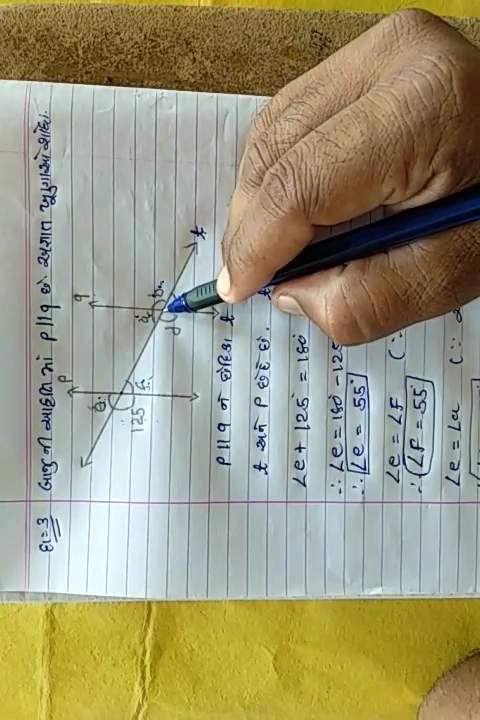 દા=3 બાજુની આકૃતિમાં P||q છે. અજ્ઞાત ખૂણાઓ શોધો.
P
q
t
e
f
125
a
b
d
P||q ને છેદિકા t
t અને P છેદે છે.
∠e + 125 = 180
∴ ∠e = 180 - 125
∴ ∠e = 55°
∠e = ∠f (∵
∴ ∠f = 55°
∠e = ∠a (∵